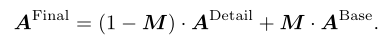 𝑨^Final = (1 − 𝑴) · 𝑨^Detail + 𝑴 · 𝑨^Base.